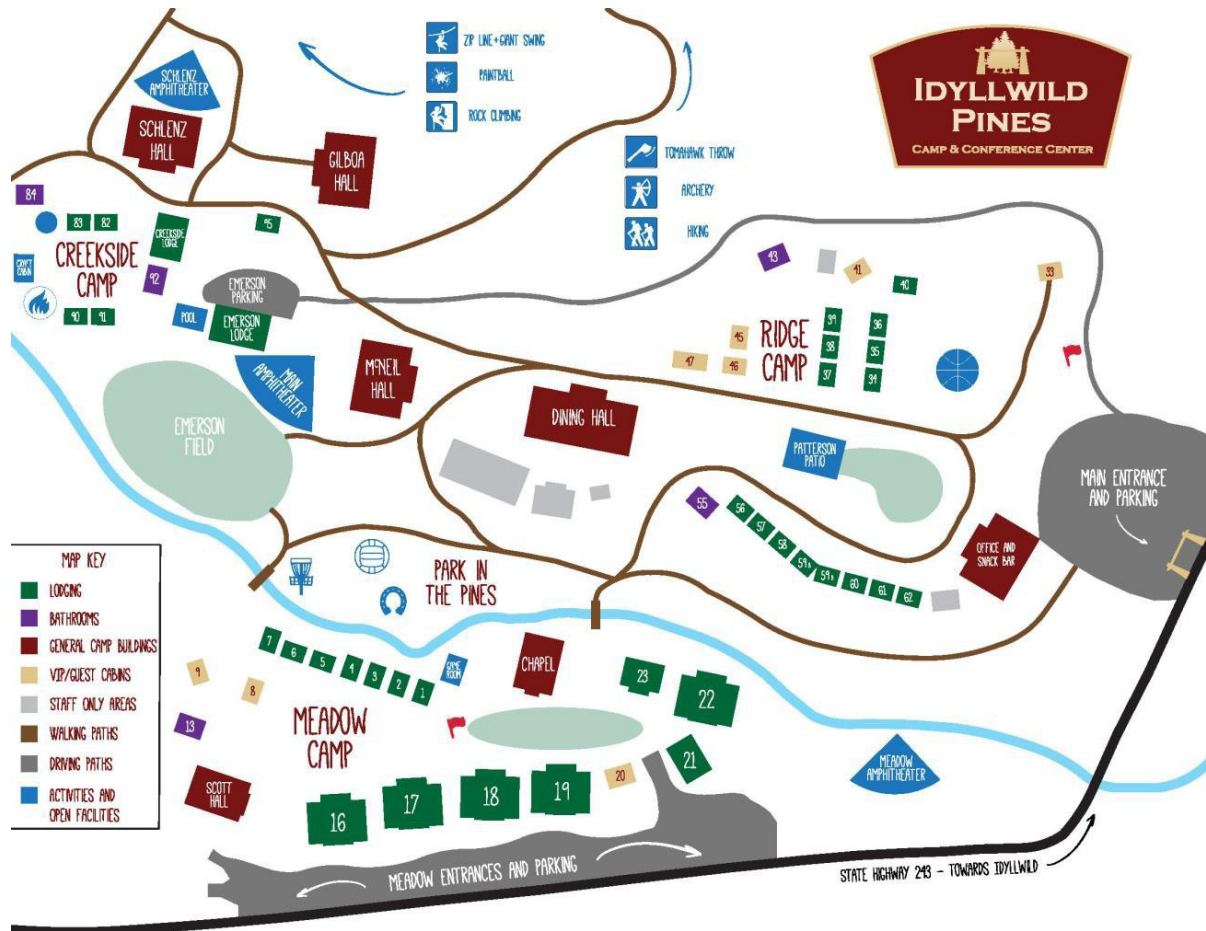 ZIP LINE+GIANT SWING
PAINTBALL
ROCK CLIMBING
TOMAHAWK THROW
ARCHERY
HIKING
IDYLLWILD
PINES
CAMP & CONFERENCE CENTER
SCHLENZ
AMPHITHEATER
SCHLENZ
HALL
GILBOA
HALL
84
83
82
CREEKSIDE
LODGE
95
CREEKSIDE
CAMP
CRAFT
CABIN
92
90
91
EMERSON
PARKING
POOL
EMERSON
LODGE
MAIN
AMPHITHEATER
MCNEIL
HALL
EMERSON
FIELD
DINING HALL
43
41
40
33
45
47
46
RIDGE
CAMP
39
38
37
36
35
34
PATTERSON
PATIO
MAIN ENTRANCE
AND PARKING
OFFICE AND
SNACK BAR
55
56
57
58
59A
59B
60
61
62
PARK IN
THE PINES
MAP KEY
LODGING
BATHROOMS
GENERAL CAMP BUILDINGS
VIP/GUEST CABINS
STAFF ONLY AREAS
WALKING PATHS
DRIVING PATHS
ACTIVITIES AND
OPEN FACILITIES
7
6
5
4
3
2
1
GAME
ROOM
CHAPEL
23
22
9
8
13
MEADOW
CAMP
SCOTT
HALL
16
17
18
19
20
21
MEADOW
AMPHITHEATER
MEADOW ENTRANCES AND PARKING
STATE HIGHWAY 243 - TOWARDS IDYLLWILD